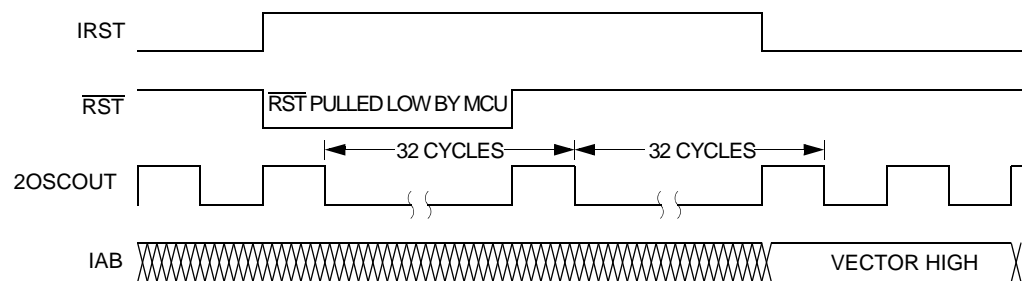 IRST
RST
RST PULLED LOW BY MCU
32 CYCLES
32 CYCLES
2OSCOUT
IAB
VECTOR HIGH